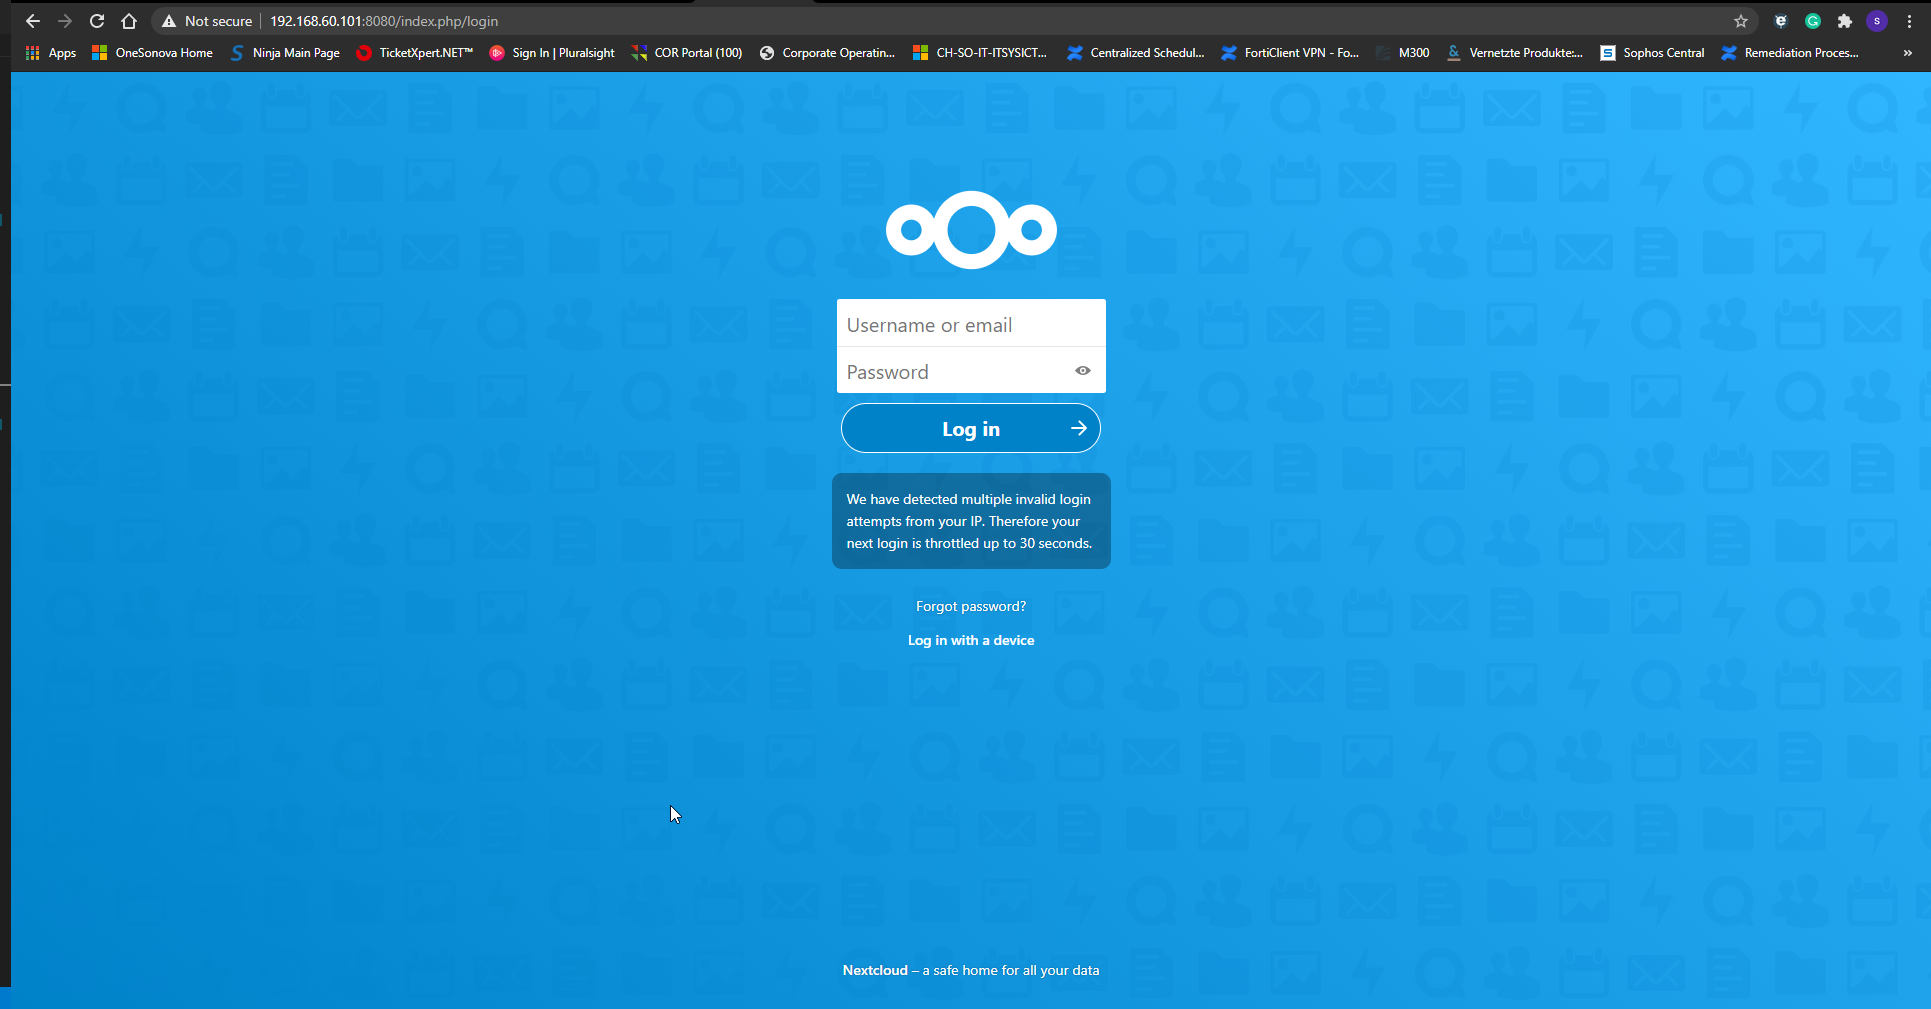 Not secure 192.168.60.101:8080/index.php/login S
Apps OneSonova Home Ninja Main Page TicketXpert.NET™ Sign In | Pluralsight COR Portal (100) Corporate Operatin... CH-SO-IT-ITSYSICT... Centralized Schedul... FortiClient VPN - Fo... M300 Vernetzte Produkte:... Sophos Central Remediation Proces... »
Username or email
Password
Log in
We have detected multiple invalid login
attempts from your IP. Therefore your
next login is throttled up to 30 seconds.
Forgot password?
Log in with a device
Nextcloud – a safe home for all your data